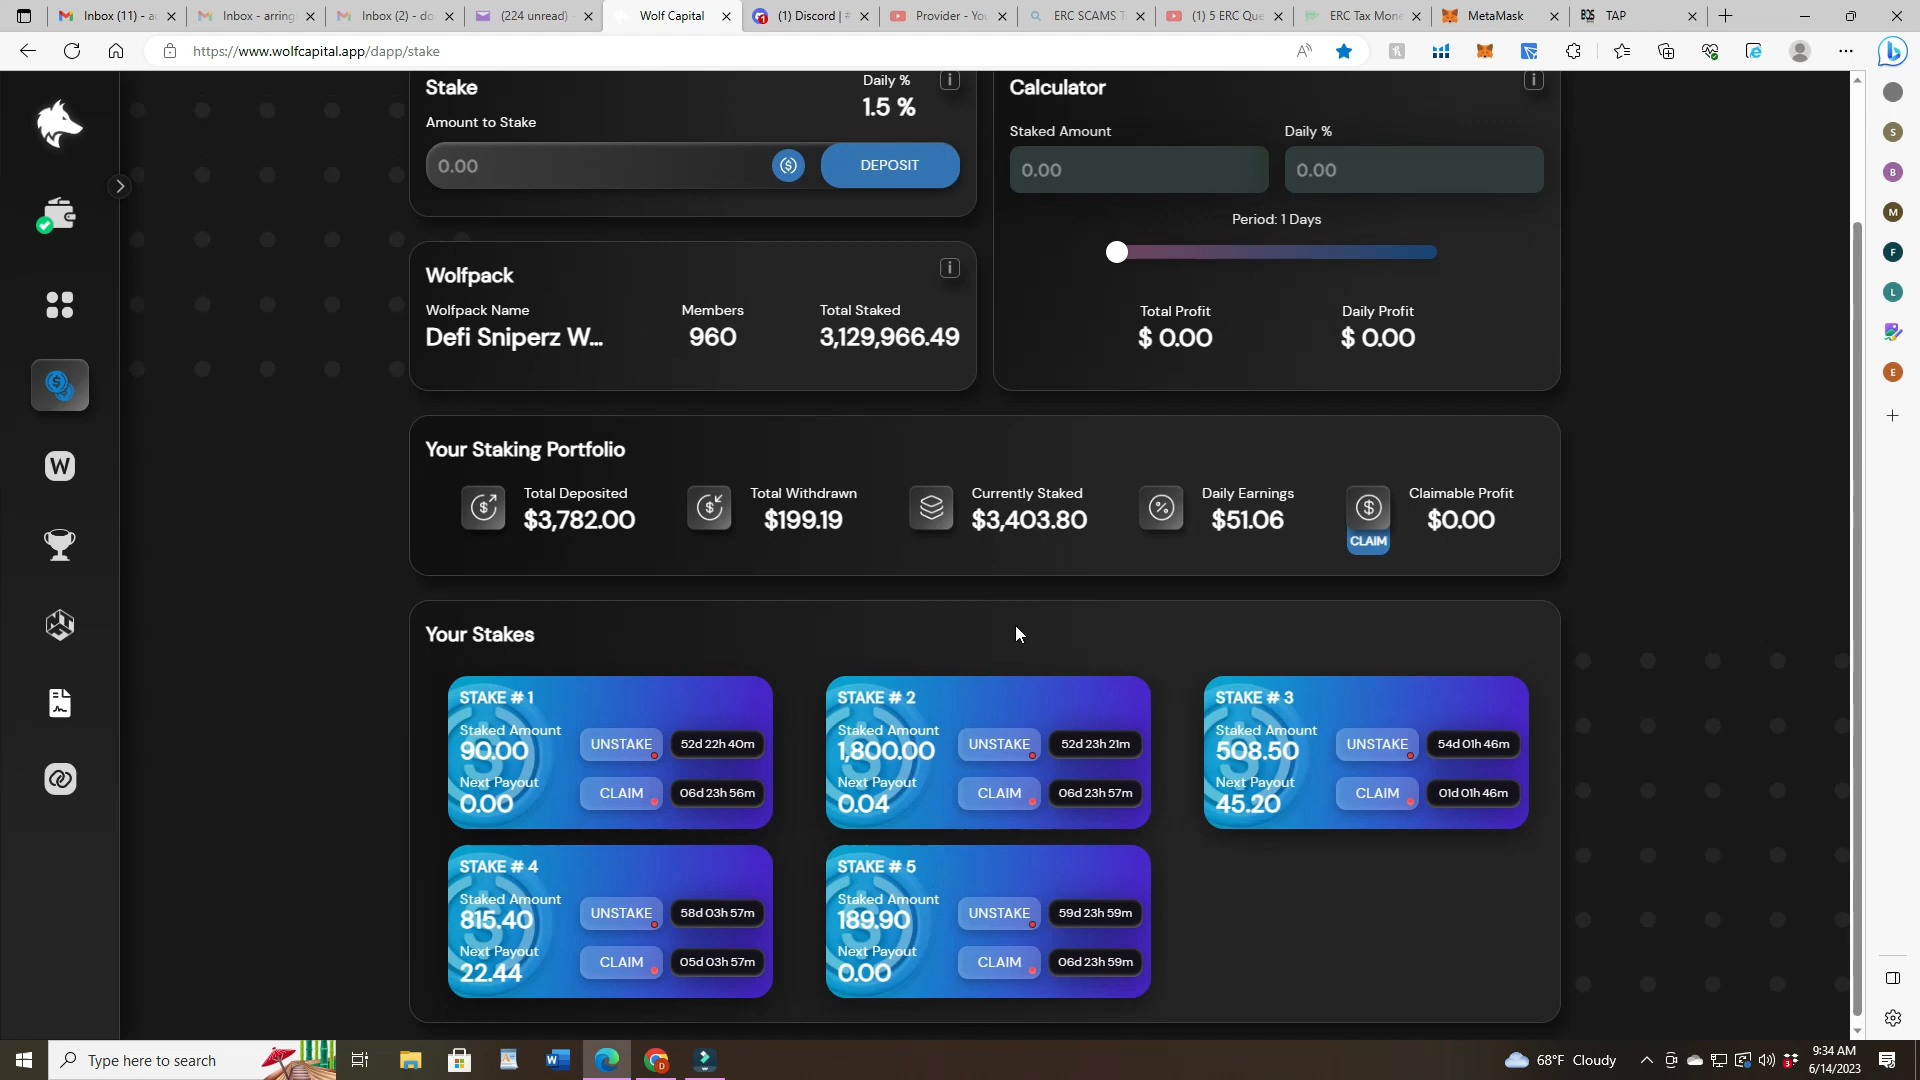 Inbox (11) - a
Inbox - arring
Inbox (2) - do
(224 unread)
Wolf Capital
(1) Discord | #
Provider - You
ERC SCAMS T
(1) 5 ERC Que
ERC Tax Mone
MetaMask
TAP
https://www.wolfcapital.app/dapp/stake
Stake
Daily %
1.5 %
Amount to Stake
0.00
DEPOSIT
Calculator
Staked Amount
Daily %
0.00
0.00
Period: 1 Days
Total Profit
Daily Profit
$ 0.00
$ 0.00
Wolfpack
Wolfpack Name
Members
Total Staked
Defi Sniperz W...
960
3,129,966.49
W
Your Staking Portfolio
Total Deposited
$3,782.00
Total Withdrawn
$199.19
Currently Staked
$3,403.80
Daily Earnings
$51.06
Claimable Profit
$0.00
CLAIM
Your Stakes
STAKE # 1
Staked Amount
90.00
UNSTAKE
52d 22h 40m
Next Payout
0.00
CLAIM
06d 23h 56m
STAKE # 2
Staked Amount
1,800.00
UNSTAKE
52d 23h 21m
Next Payout
0.04
CLAIM
06d 23h 57m
STAKE # 3
Staked Amount
508.50
UNSTAKE
54d 01h 46m
Next Payout
45.20
CLAIM
01d 01h 46m
STAKE # 4
Staked Amount
815.40
UNSTAKE
58d 03h 57m
Next Payout
22.44
CLAIM
05d 03h 57m
STAKE # 5
Staked Amount
189.90
UNSTAKE
59d 23h 59m
Next Payout
0.00
CLAIM
06d 23h 59m
S
B
M
F
L
E
Type here to search
68°F Cloudy
9:34 AM
6/14/2023